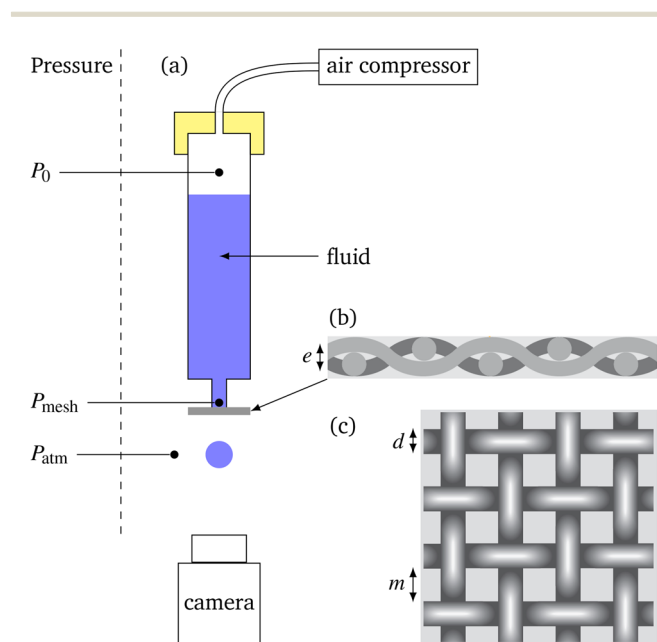 Pressure
(a)
air compressor
P0
fluid
(b)
e
Pmesh
(c)
d
Patm
m
camera